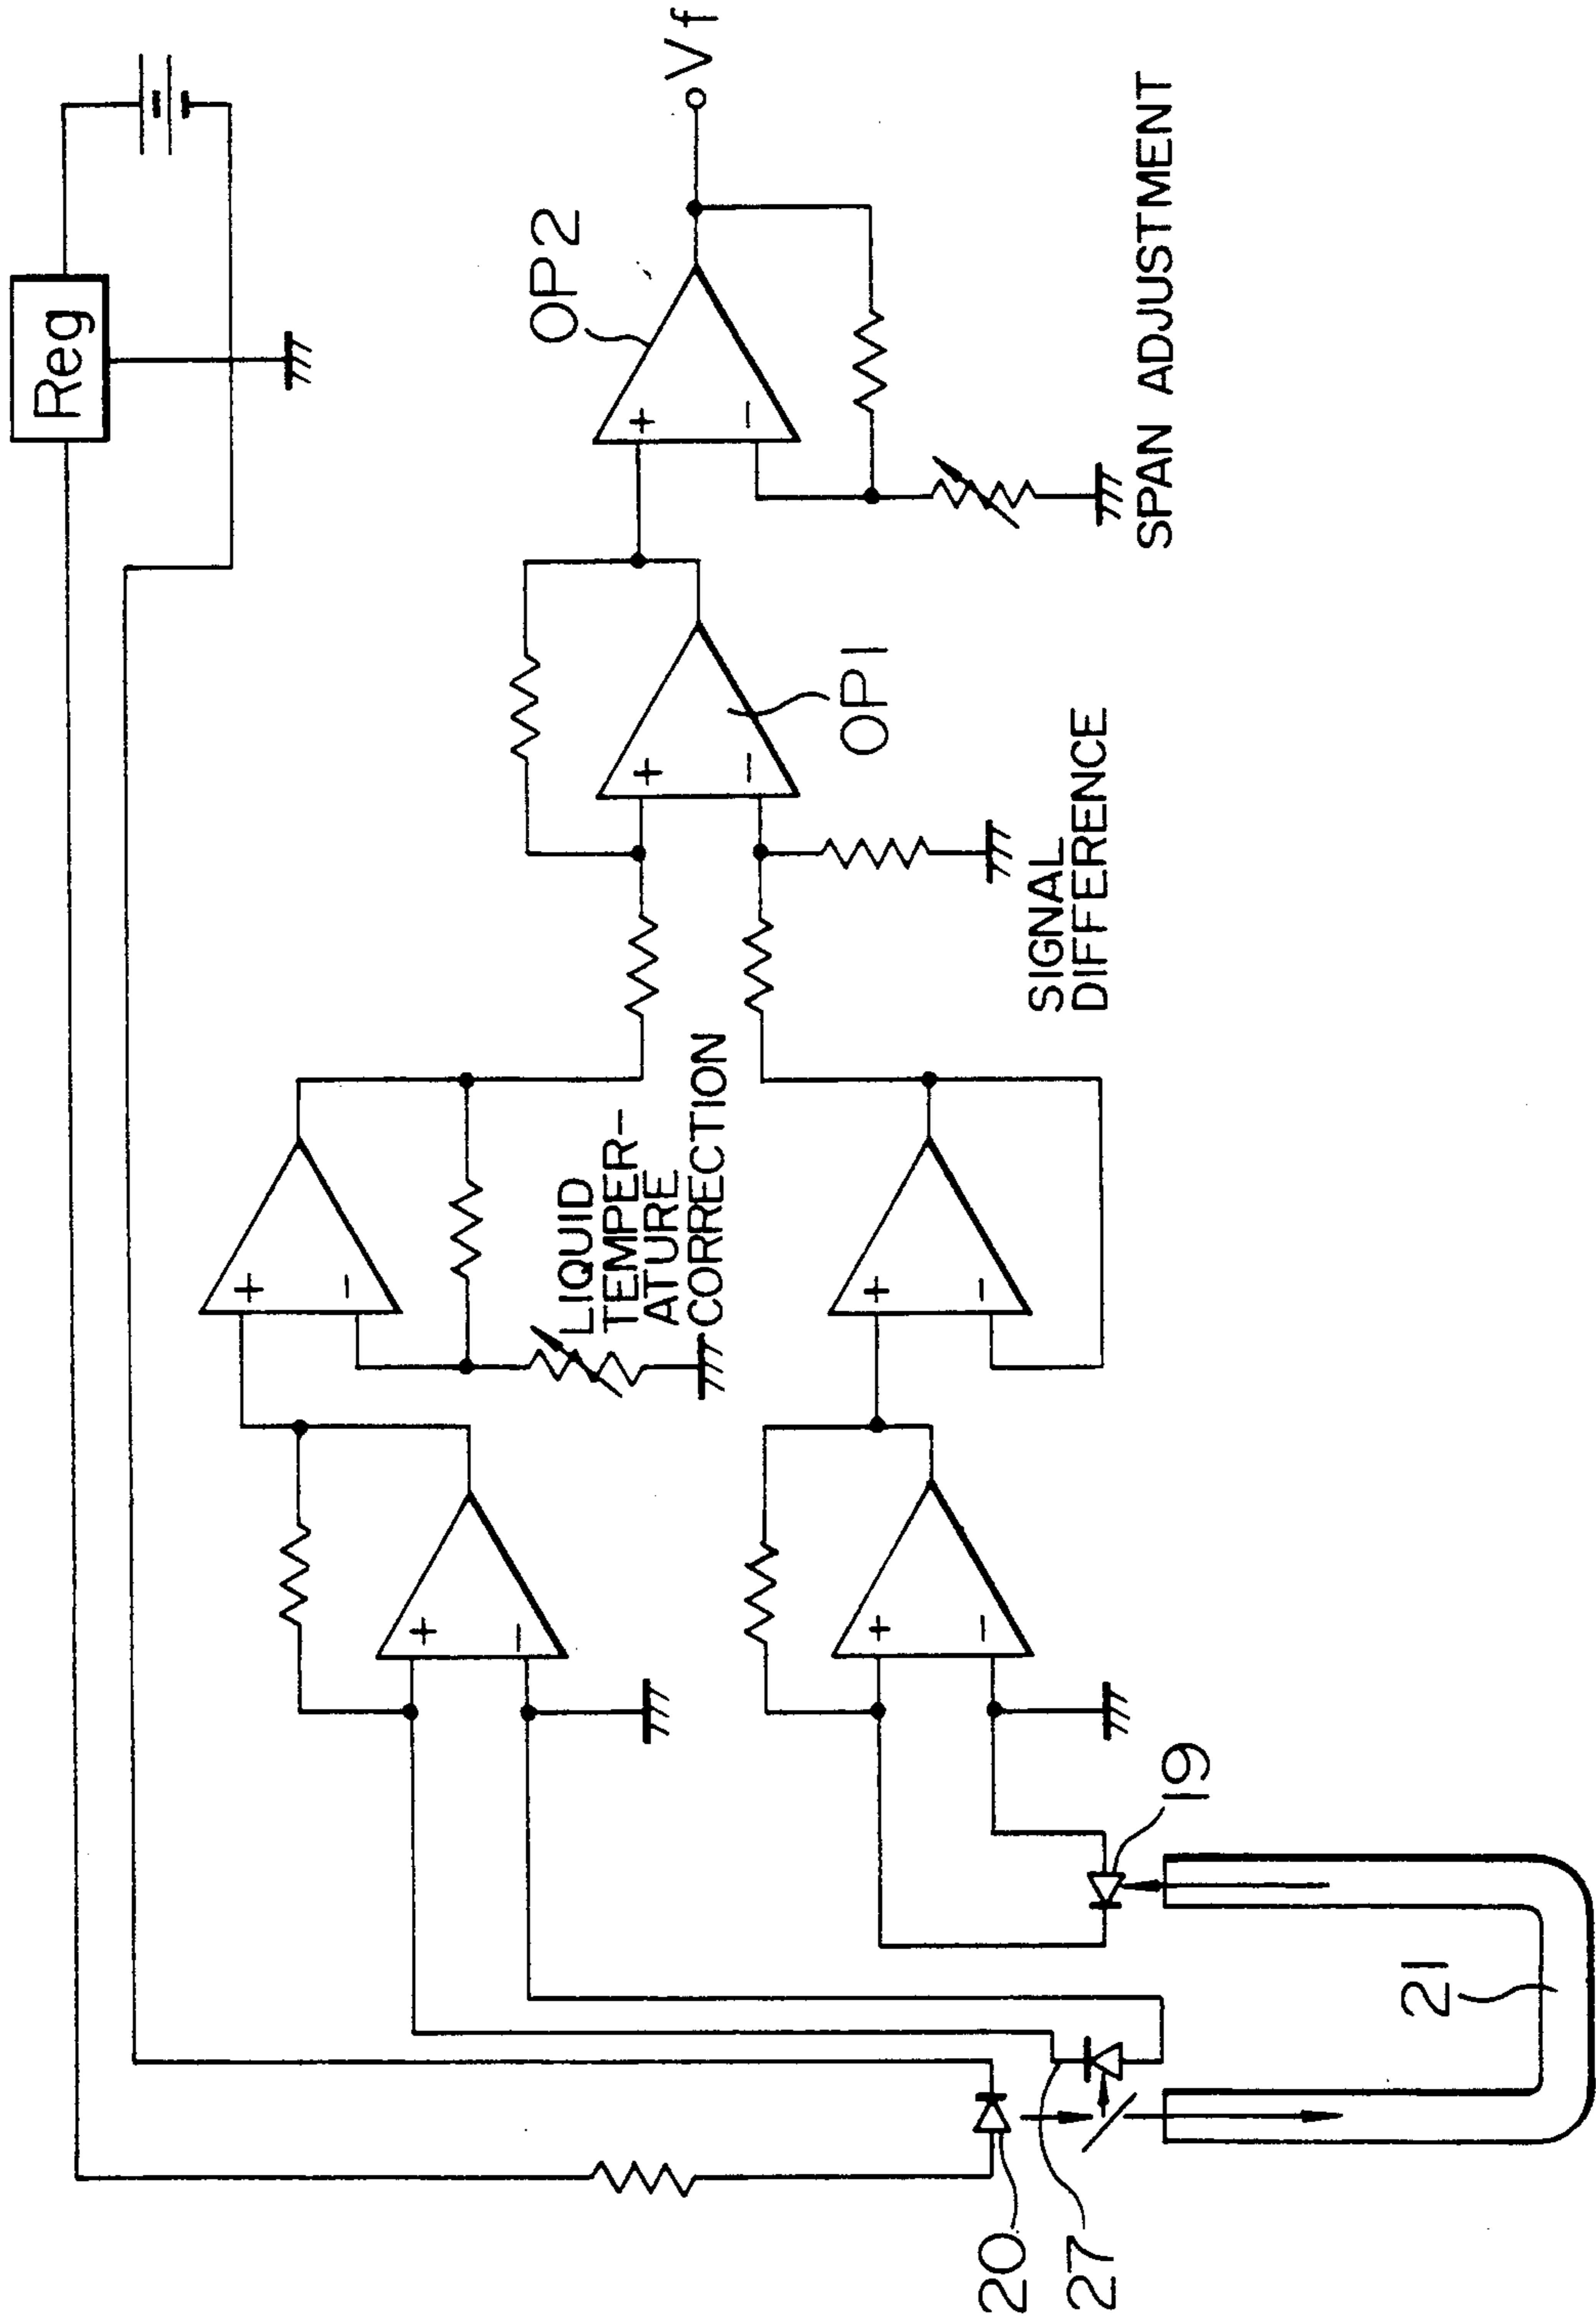 Reg
Vf
OP2
SPAN ADJUSTMENT
OP1
SIGNAL
DIFFERENCE
LIQUID
TEMPER-
ATURE
CORRECTION
19
21
20
27